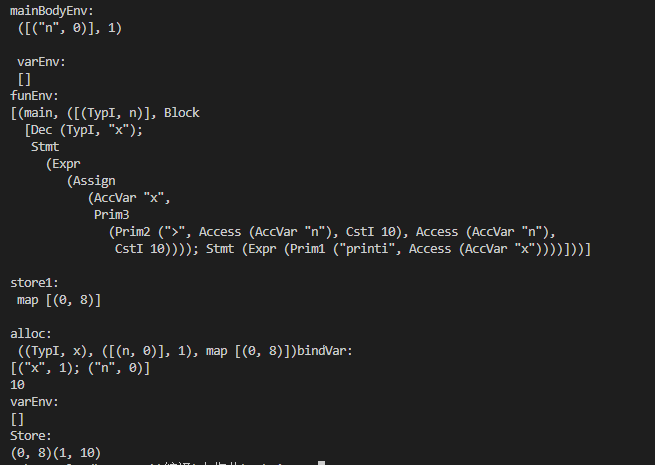 mainBodyEnv:
([("n", 0)], 1)
varEnv:
[]
funEnv:
[(main, ([(TypI, n)], Block
[Dec (TypI, "x");
Stmt
(Expr
(Assign
(AccVar "x",
Prim3
(Prim2 (">", Access (AccVar "n"), CstI 10), Access (AccVar "n"),
CstI 10)))); Stmt (Expr (Prim1 ("printi", Access (AccVar "x"))))]))]
store1:
map [(0, 8)]
alloc:
((TypI, x), ([(n, 0)], 1), map [(0, 8)])bindVar:
[("x", 1); ("n", 0)]
10
varEnv:
[]
Store:
(0, 8)(1, 10)